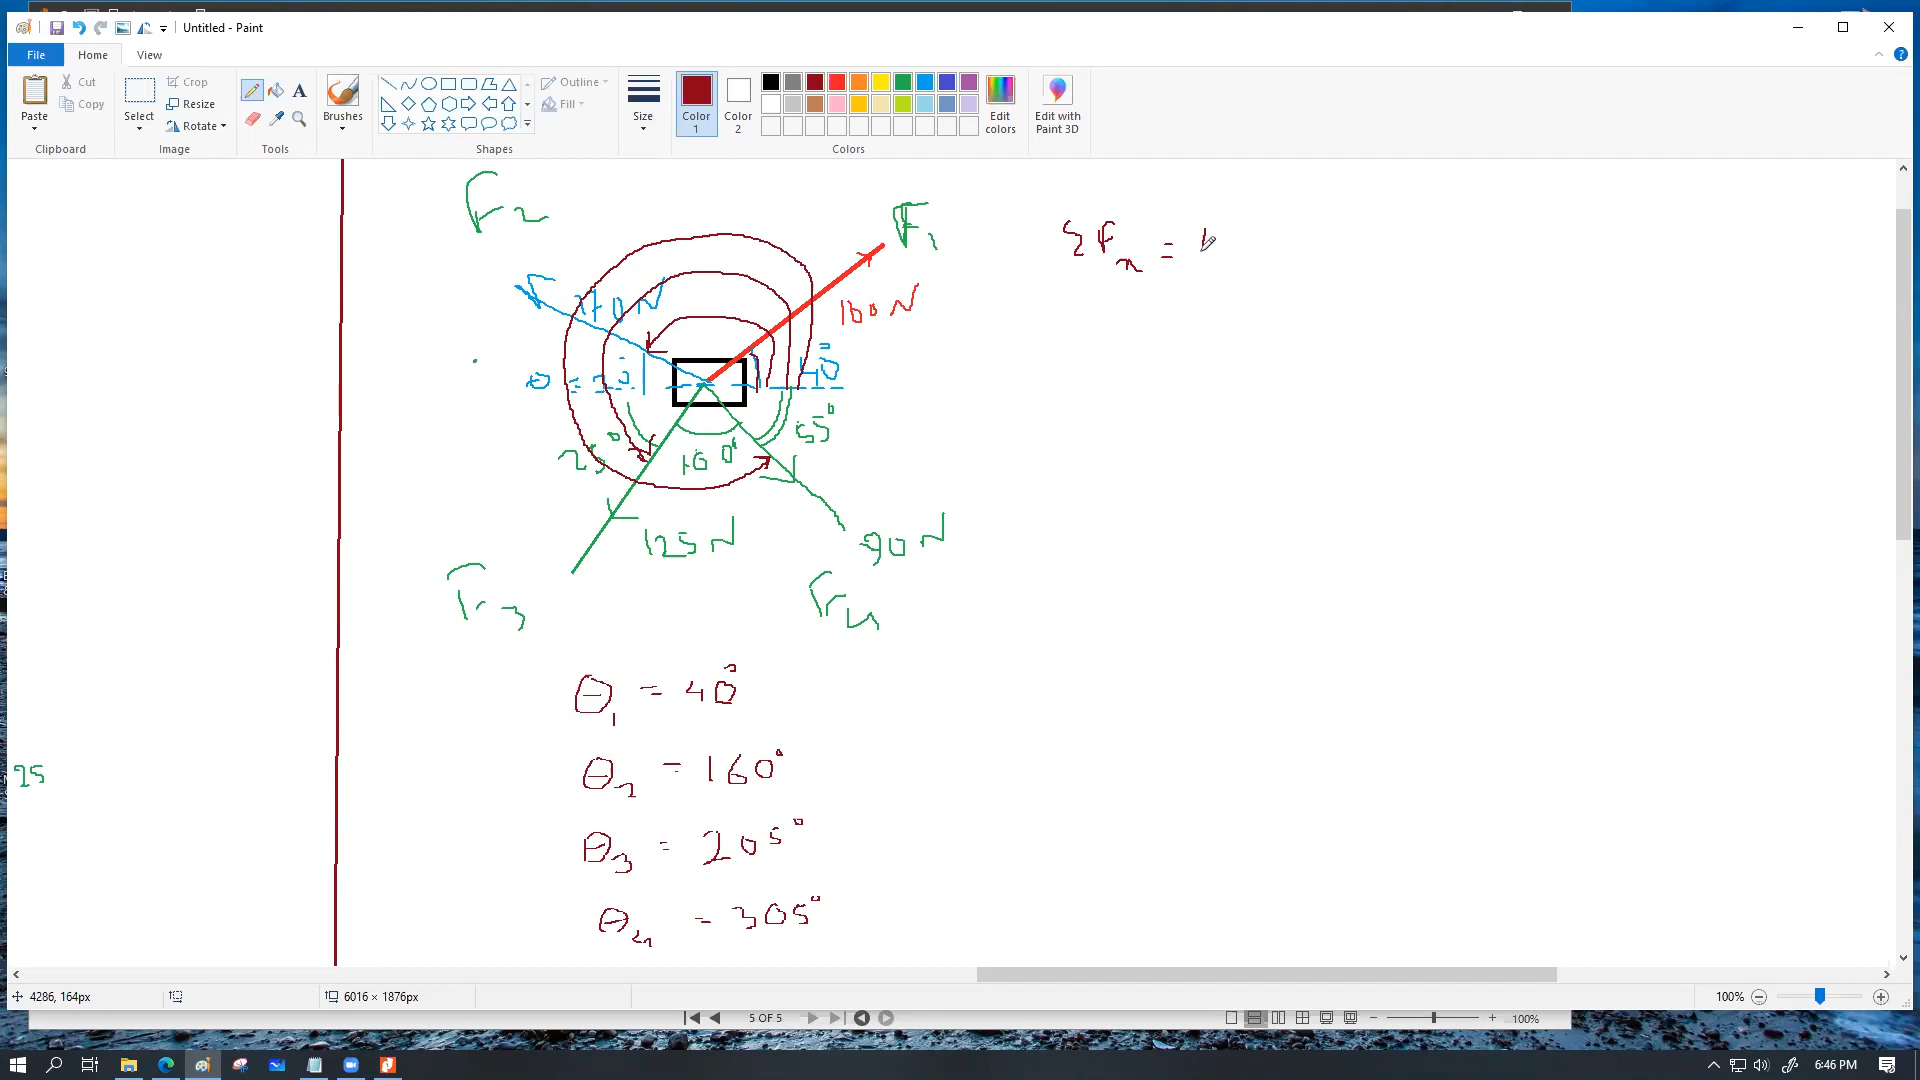 Untitled - Paint
File Home View
Paste
Cut
Copy
Clipboard
Select
Crop
Resize
Rotate
Image
Tools
Brushes
Shapes
Outline
Fill
Size
Color 1
Color 2
Edit colors
Colors
Edit with Paint 3D
F2
F1
ΣFx =
270N
100N
θ = 20°
40°
25°
100°
55°
125 N
90 N
F3
F4
θ1 = 40°
θ2 = 160°
θ3 = 205°
θ4 = 305°
25
4286, 164px
6016 × 1876px
100%
5 OF 5
100%
6:46 PM